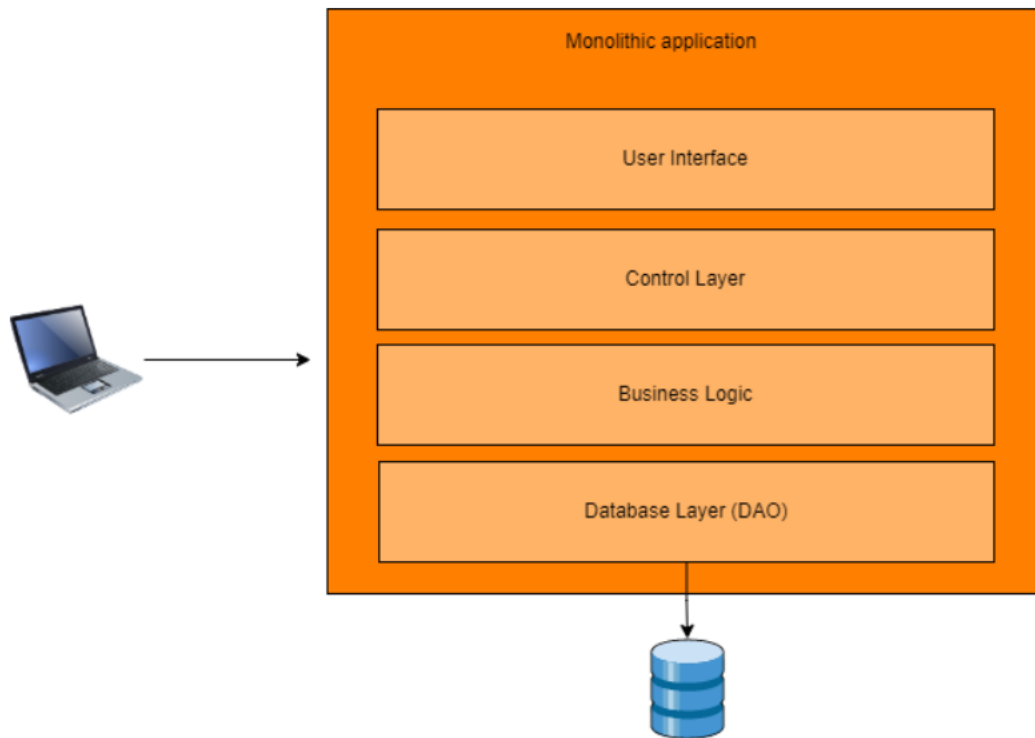 Monolithic application
User Interface
Control Layer
Business Logic
Database Layer (DAO)